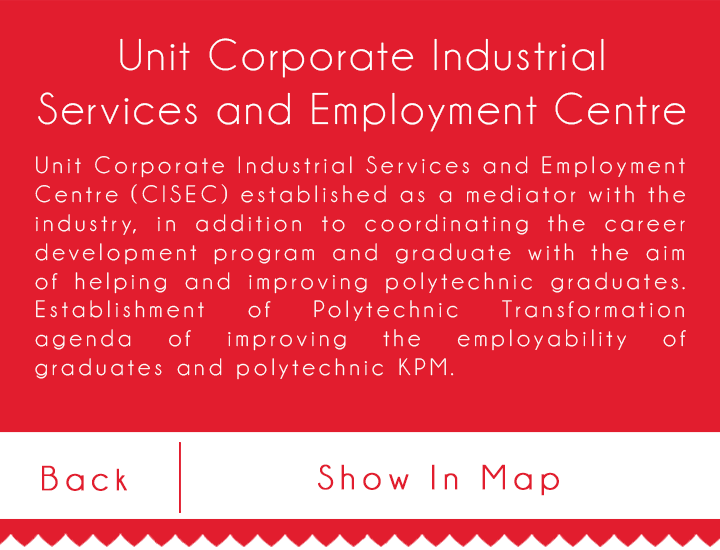 Unit Corporate Industrial
Services and Employment Centre
Unit Corporate Industrial Services and Employment
Centre (CISEC) established as a mediator with the
industry, in addition to coordinating the career
development program and graduate with the aim
of helping and improving polytechnic graduates.
Establishment of Polytechnic Transformation
agenda of improving the employability of
graduates and polytechnic KPM.
Back
Show In Map